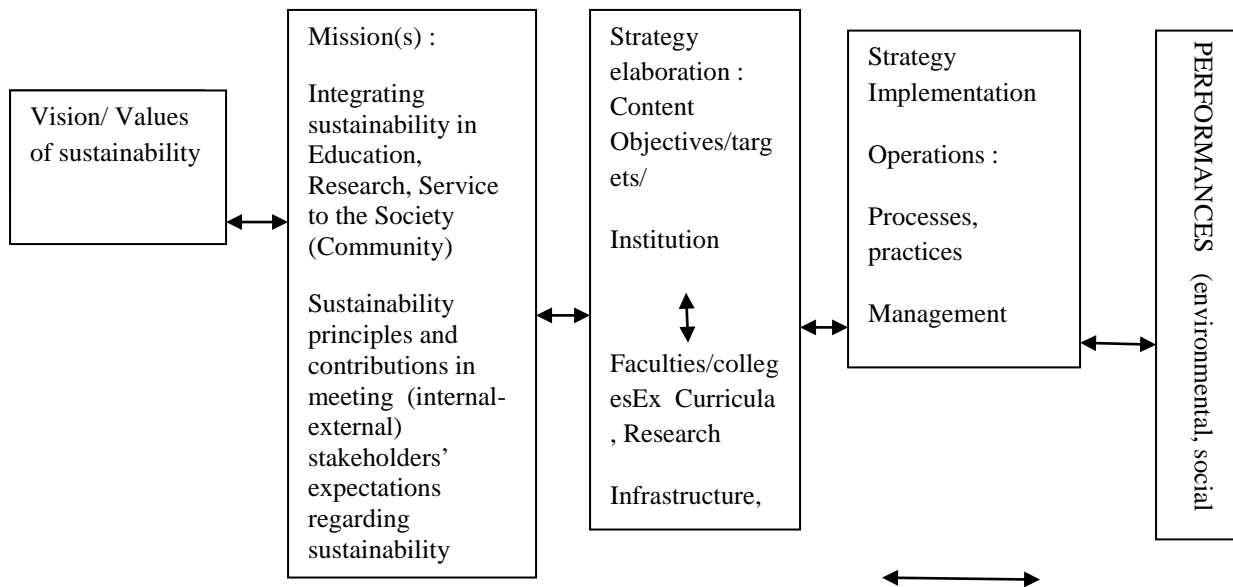 Vision/ Values
of sustainability
Mission(s) :
Integrating
sustainability in
Education,
Research, Service
to the Society
(Community)
Sustainability
principles and
contributions in
meeting (internal-
external)
stakeholders’
expectations
regarding
sustainability
Strategy
elaboration :
Content
Objectives/targ
ets/
Institution
Faculties/colleg
esEx Curricula
, Research
Infrastructure,
Strategy
Implementation
Operations :
Processes,
practices
Management
PERFORMANCES (environmental, social